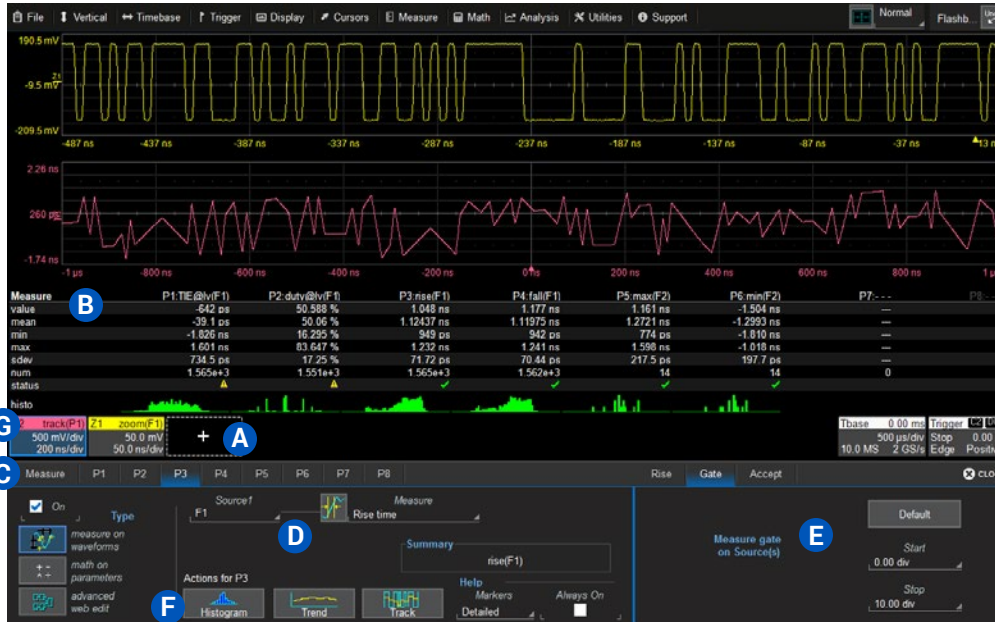 File Vertical Timebase Trigger Display Cursors Measure Math Analysis Utilities Support Normal Flashb...
190.5 mV
Z1
-9.5 mV
-209.5 mV
-487 ns -437 ns -387 ns -337 ns -287 ns -237 ns -187 ns -137 ns -87 ns -37 ns 13 n
2.26 ns
260 ps
-1.74 ns
-1 µs -800 ns -600 ns -400 ns -200 ns 0 ns 200 ns 400 ns 600 ns 800 ns 1 µ
Measure B P1:TIE@lv(F1) P2:duty@lv(F1) P3:rise(F1) P4:fall(F1) P5:max(F2) P6:min(F2) P7:- - - P8:- - -
value -642 ps 50.588 % 1.048 ns 1.177 ns 1.161 ns -1.504 ns ---
mean -39.1 ps 50.06 % 1.12437 ns 1.11975 ns 1.2721 ns -1.2993 ns ---
min -1.826 ns 16.295 % 949 ps 942 ps 774 ps -1.810 ns ---
max 1.601 ns 83.647 % 1.232 ns 1.241 ns 1.598 ns -1.018 ns ---
sdev 734.5 ps 17.25 % 71.72 ps 70.44 ps 217.5 ps 197.7 ps ---
num 1.565e+3 1.551e+3 1.565e+3 1.562e+3 14 14 0
status
histo
G 2 track(P1) Z1 zoom(F1) + A Tbase 0.00 ms Trigger C2
500 mV/div 50.0 mV 500 µs/div Stop 0.00
200 ns/div 50.0 ns/div 10.0 MS 2 GS/s Edge Positiv
C Measure P1 P2 P3 P4 P5 P6 P7 P8 Rise Gate Accept CLO
On
Type
measure on waveforms
math on parameters
advanced web edit
Source1
F1
Measure
Rise time
D
Summary
rise(F1)
Actions for P3
F
Histogram Trend Track
Help
Markers
Detailed
Always On
Measure gate on Source(s)
E
Default
Start
0.00 div
Stop
10.00 div